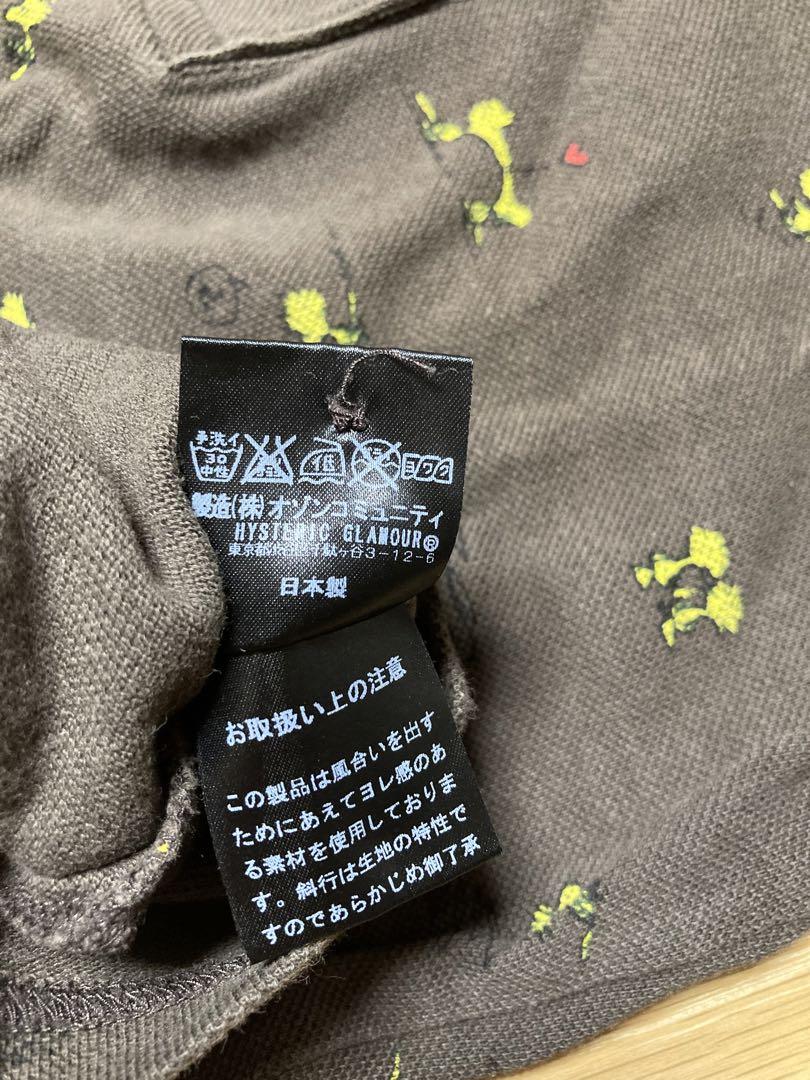 手洗イ
30
中性
低
ヨワク
製造(株)オゾンコミュニティ
HYSTERIC GLAMOUR®
東京都渋谷区千駄ヶ谷3-12-6
日本製
お取扱い上の注意
この製品は風合いを出す
ためにあえてヨレ感のあ
る素材を使用しておりま
す。斜行は生地の特性で
すのであらかじめ御了承